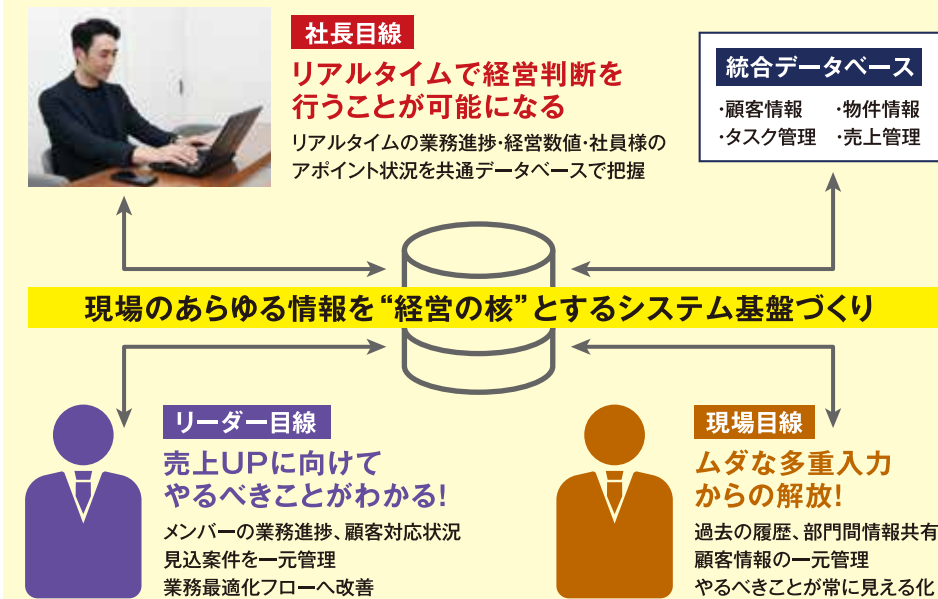 社長目線
リアルタイムで経営判断を
行うことが可能になる
リアルタイムの業務進捗・経営数値・社員様の
アポイント状況を共通データベースで把握
統合データベース
・顧客情報 ・物件情報
・タスク管理 ・売上管理
現場のあらゆる情報を“経営の核”とするシステム基盤づくり
リーダー目線
売上UPに向けて
やるべきことがわかる!
メンバーの業務進捗、顧客対応状況
見込案件を一元管理
業務最適化フローへ改善
現場目線
ムダな多重入力
からの解放!
過去の履歴、部門間情報共有
顧客情報の一元管理
やるべきことが常に見える化